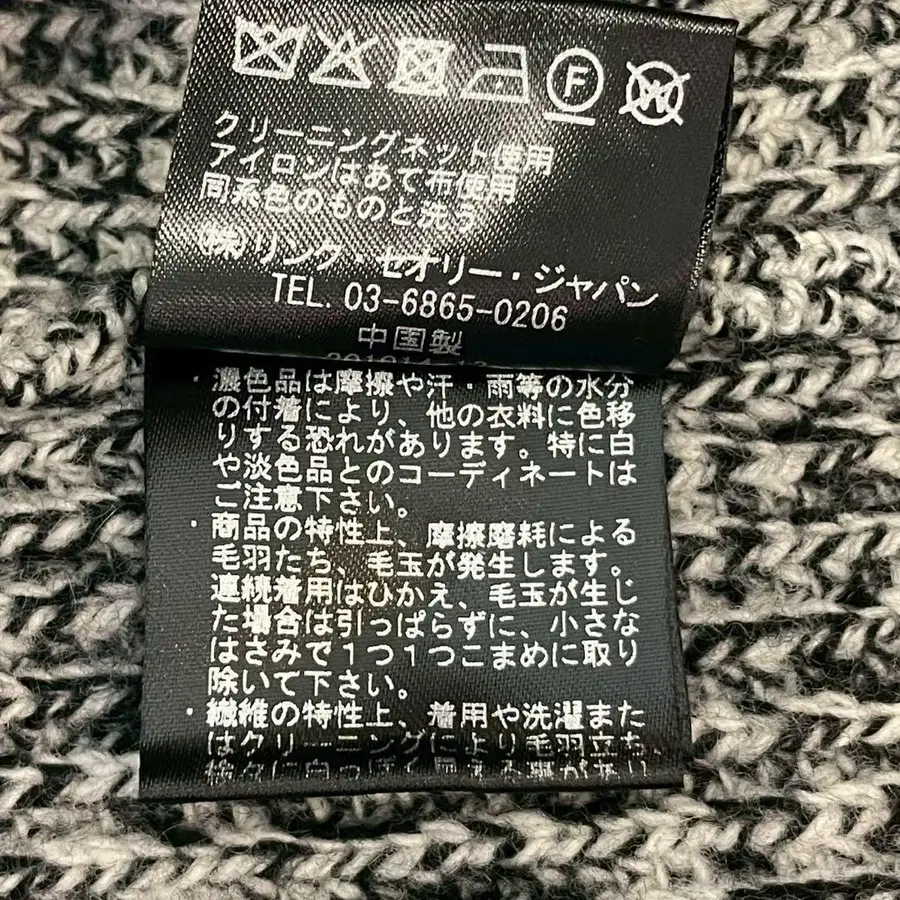 F
W
クリーニングネット使用
アイロンはあて布使用
同系色のものと洗う
(株)リンク・セオリー・ジャパン
TEL. 03-6865-0206
中国製
・濃色品は摩擦や汗・雨等の水分
の付着により、他の衣料に色移
りする恐れがあります。特に白
や淡色品とのコーディネートは
ご注意下さい。
・商品の特性上、摩擦磨耗による
毛羽たち、毛玉が発生します。
連続着用はひかえ、毛玉が生じ
た場合は引っぱらずに、小さな
はさみで1つ1つこまめに取り
除いて下さい。
・繊維の特性上、着用や洗濯また
はクリーニングにより毛羽立ち、